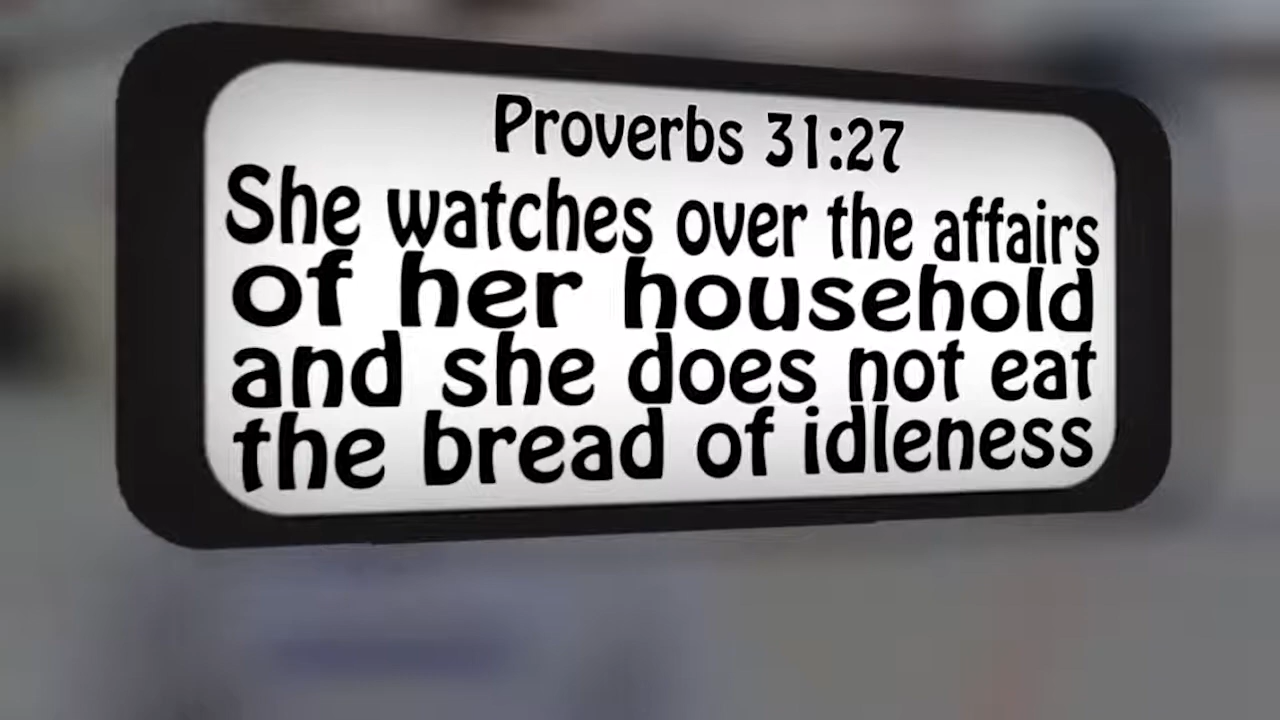 Proverbs 31:27
She watches over the affairs
of her household
and she does not eat
the bread of idleness